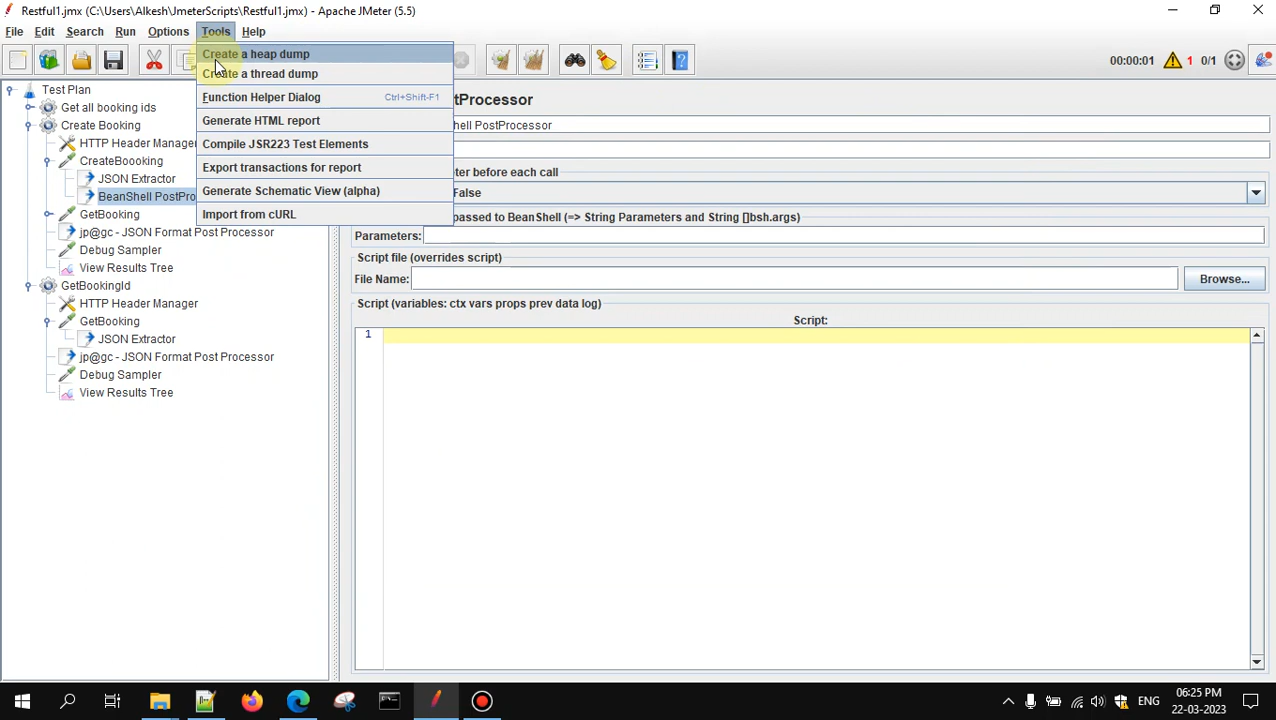 Restful1.jmx (C:\Users\Alkesh\JmeterScripts\Restful1.jmx) - Apache JMeter (5.5)
File Edit Search Run Options Tools Help
00:00:01 1 0/1
Create a heap dump
Create a thread dump
Function Helper Dialog Ctrl+Shift-F1
Generate HTML report
Compile JSR223 Test Elements
Export transactions for report
Generate Schematic View (alpha)
Import from cURL
Test Plan
Get all booking ids
Create Booking
HTTP Header Manager
CreateBoooking
JSON Extractor
BeanShell PostPro
GetBooking
jp@gc - JSON Format Post Processor
Debug Sampler
View Results Tree
GetBookingId
HTTP Header Manager
GetBooking
JSON Extractor
jp@gc - JSON Format Post Processor
Debug Sampler
View Results Tree
tProcessor
ell PostProcessor
ter before each call
False
passed to BeanShell (=> String Parameters and String []bsh.args)
Parameters:
Script file (overrides script)
File Name: Browse...
Script (variables: ctx vars props prev data log)
Script:
1
ENG
06:25 PM
22-03-2023